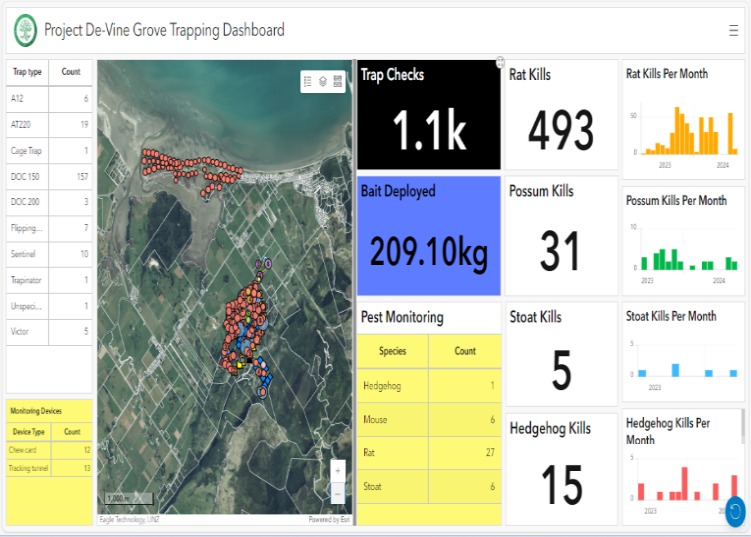 Project De-Vine Grove Trapping Dashboard
Trap type Count
A12 6
AT220 19
Cage Trap 1
DOC 150 157
DOC 200 3
Flipping... 7
Sentinel 10
Trapinator 1
Unspeci... 1
Victor 5
Monitoring Devices
Device Type Count
Chew card 12
Tracking tunnel 13
1,000 m
Eagle Technology, LINZ
Powered by Esri
Trap Checks
1.1k
Bait Deployed
209.10kg
Pest Monitoring
Species Count
Hedgehog 1
Mouse 6
Rat 27
Stoat 6
Rat Kills
493
Possum Kills
31
Stoat Kills
5
Hedgehog Kills
15
Rat Kills Per Month
50
0
2023 2024
Possum Kills Per Month
10
0
2023 2024
Stoat Kills Per Month
5
0
2023
Hedgehog Kills Per
Month
5
0
2023